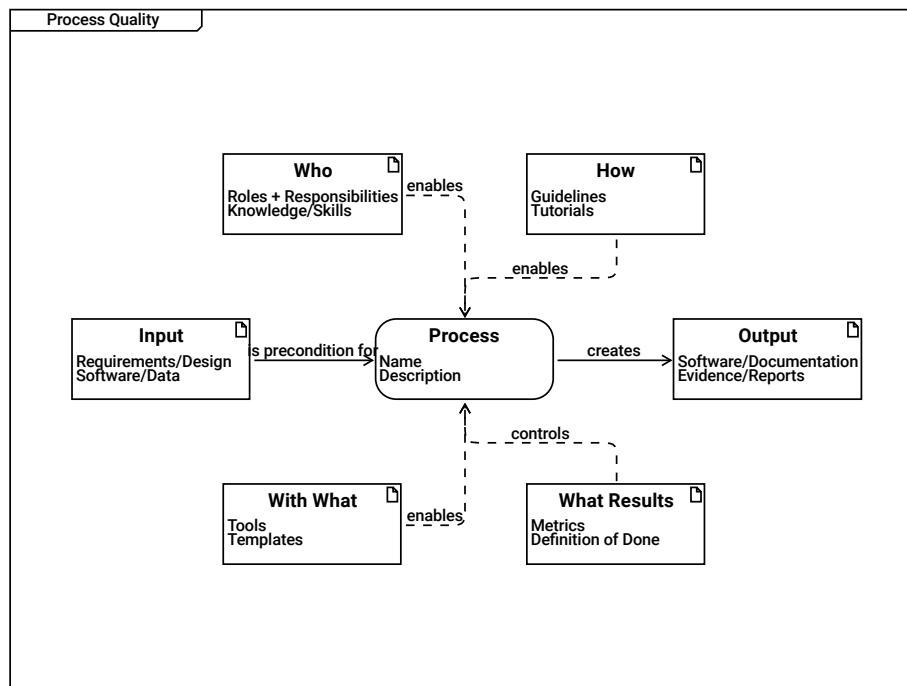 Process Quality
Who
Roles + Responsibilities
Knowledge/Skills
enables
How
Guidelines
Tutorials
enables
Input
Requirements/Design
Software/Data
is precondition for
Process
Name
Description
creates
Output
Software/Documentation
Evidence/Reports
controls
With What
Tools
Templates
enables
What Results
Metrics
Definition of Done